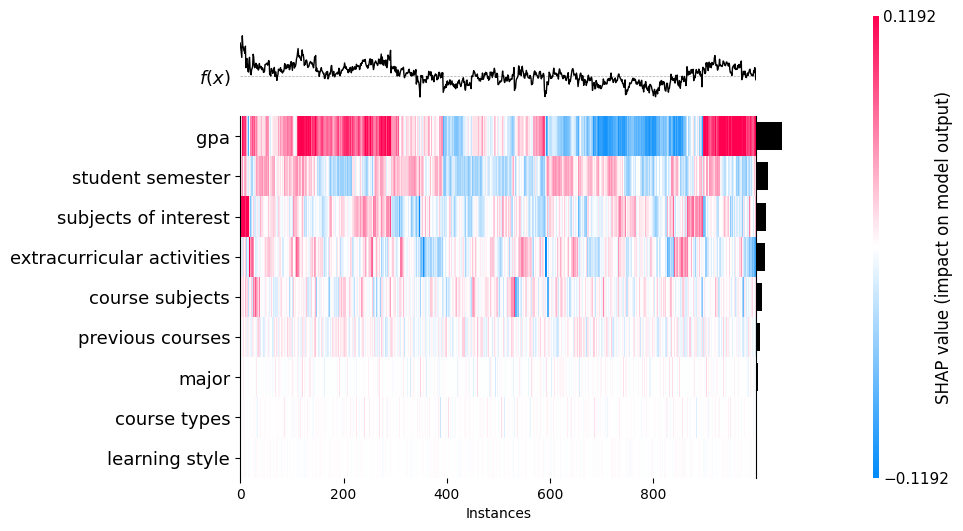 0.1192
f(x)
gpa
student semester
subjects of interest
extracurricular activities
course subjects
previous courses
major
course types
learning style
0 200 400 600 800
Instances
SHAP value (impact on model output)
−0.1192